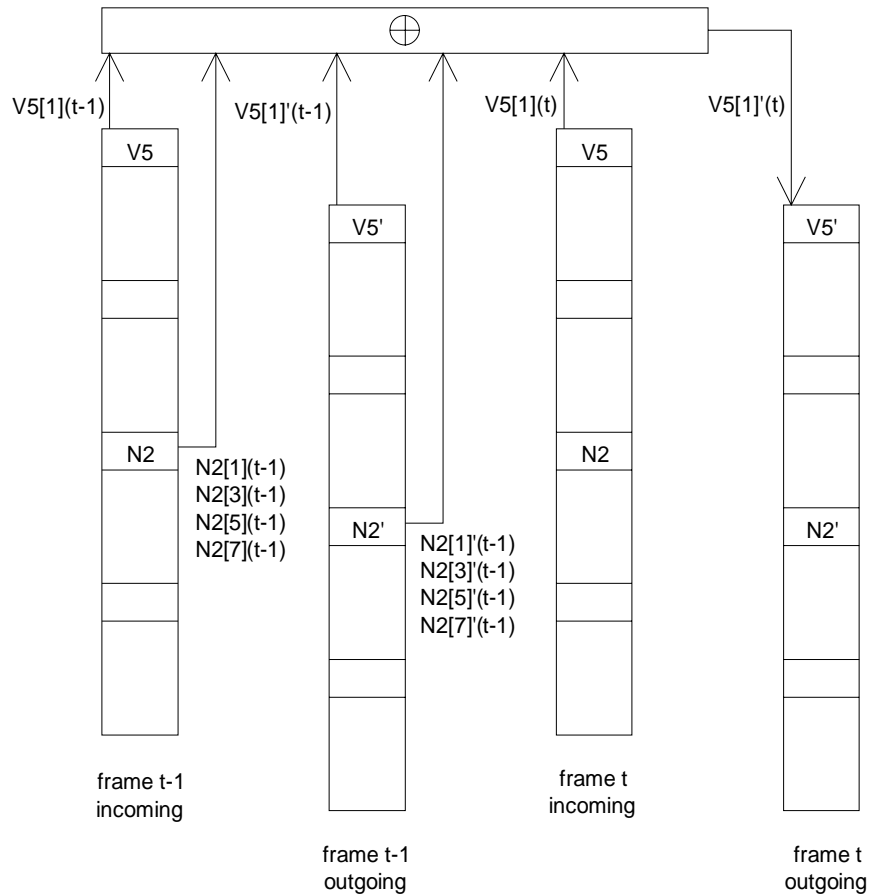 V5[1](t-1)
V5[1]'(t-1)
V5[1](t)
V5[1]'(t)
V5
V5
V5'
V5'
N2
N2
N2[1](t-1)
N2[3](t-1)
N2[5](t-1)
N2[7](t-1)
N2'
N2'
N2[1]'(t-1)
N2[3]'(t-1)
N2[5]'(t-1)
N2[7]'(t-1)
frame t-1
incoming
frame t
incoming
frame t-1
outgoing
frame t
outgoing